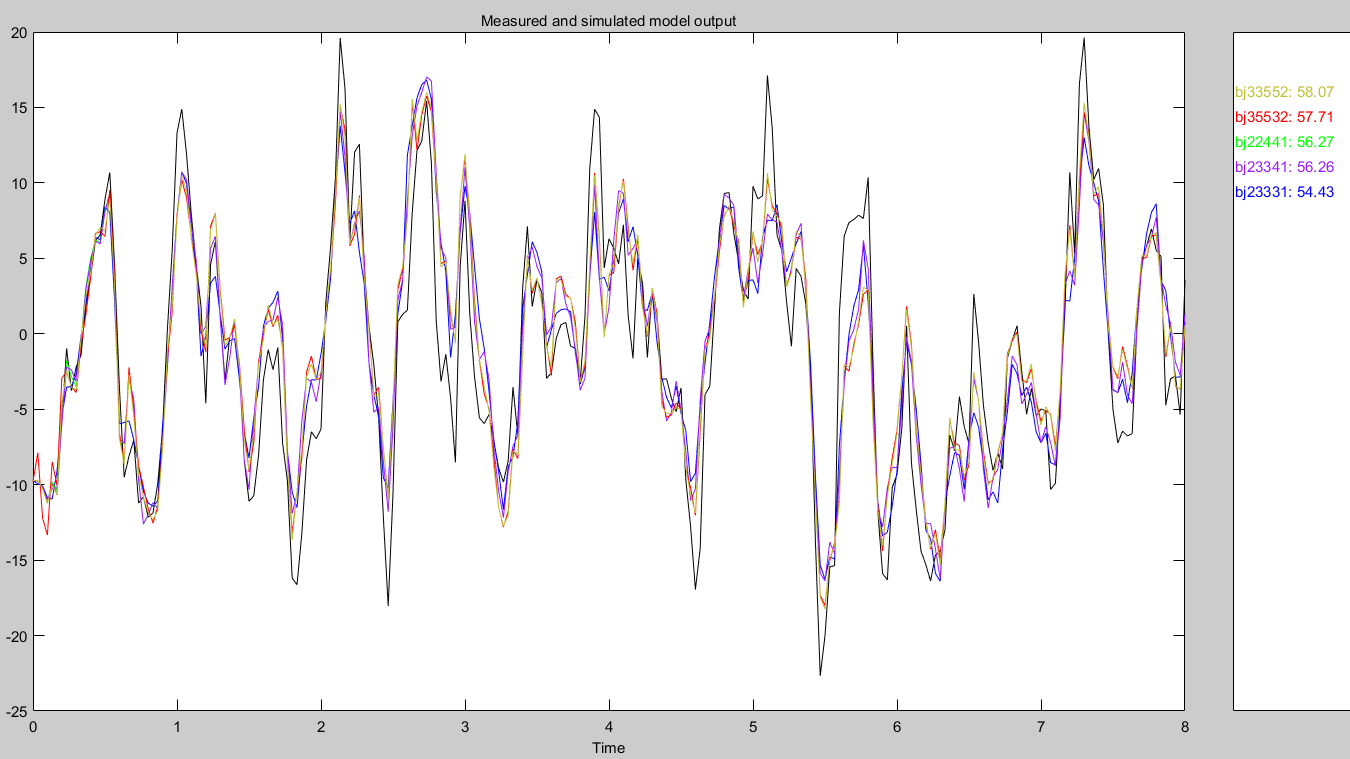 Measured and simulated model output
20
15
10
5
0
-5
-10
-15
-20
-25
0 1 2 3 4 5 6 7 8
Time
bj33552: 58.07
bj35532: 57.71
bj22441: 56.27
bj23341: 56.26
bj23331: 54.43